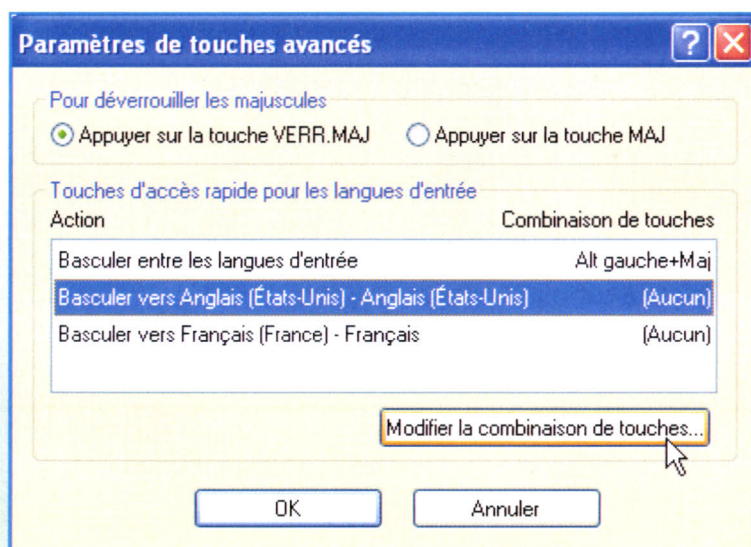 Paramètres de touches avancés
Pour déverrouiller les majuscules
Appuyer sur la touche VERR.MAJ Appuyer sur la touche MAJ
Touches d'accès rapide pour les langues d'entrée
Action Combinaison de touches
Basculer entre les langues d'entrée Alt gauche+Maj
Basculer vers Anglais (États-Unis) - Anglais (États-Unis) (Aucun)
Basculer vers Français (France) - Français (Aucun)
Modifier la combinaison de touches...
OK Annuler